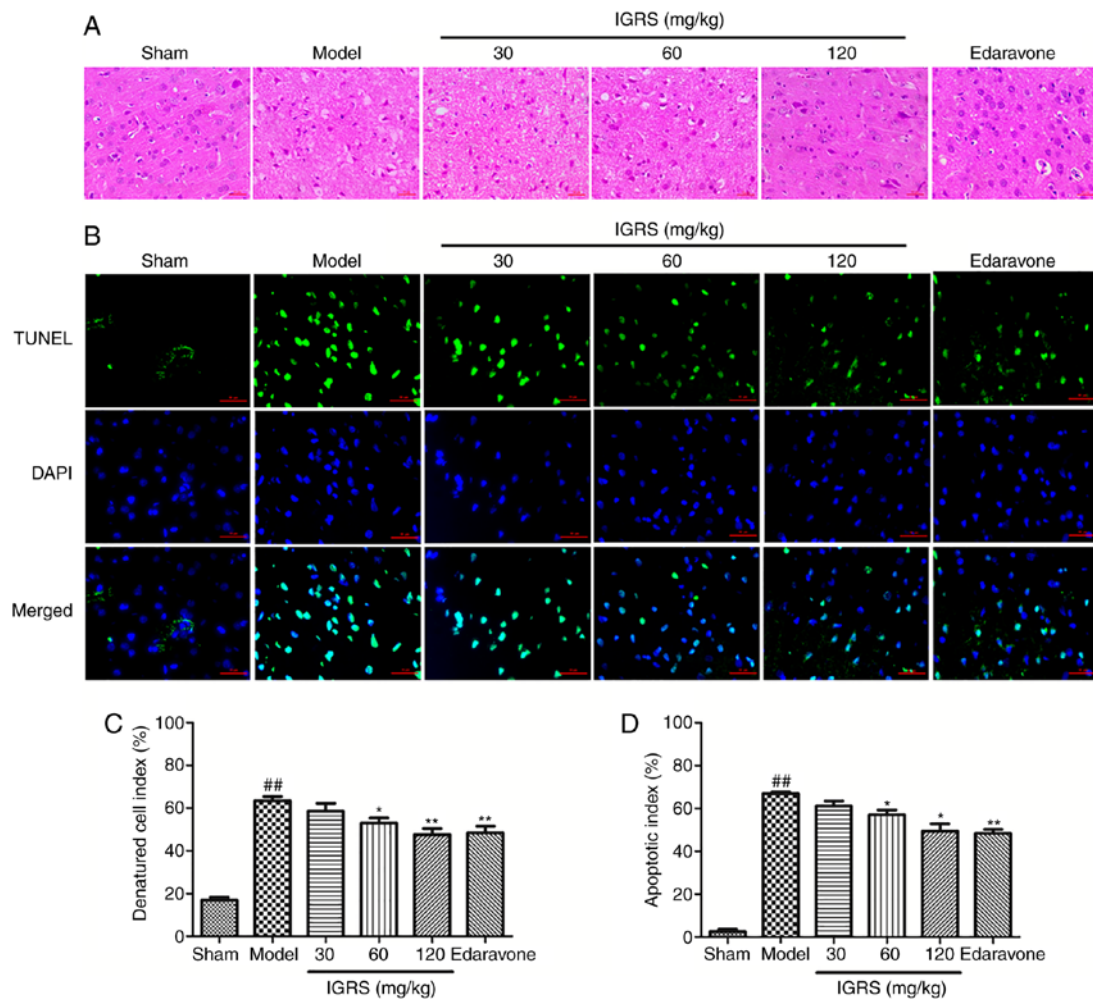 A
IGRS (mg/kg)
Sham Model 30 60 120 Edaravone
B
IGRS (mg/kg)
Sham Model 30 60 120 Edaravone
TUNEL
DAPI
Merged
C
Denatured cell index (%)
100
80
60
40
20
0
##
*
**
**
Sham Model 30 60 120 Edaravone
IGRS (mg/kg)
D
Apoptotic index (%)
100
80
60
40
20
0
##
*
*
**
Sham Model 30 60 120 Edaravone
IGRS (mg/kg)